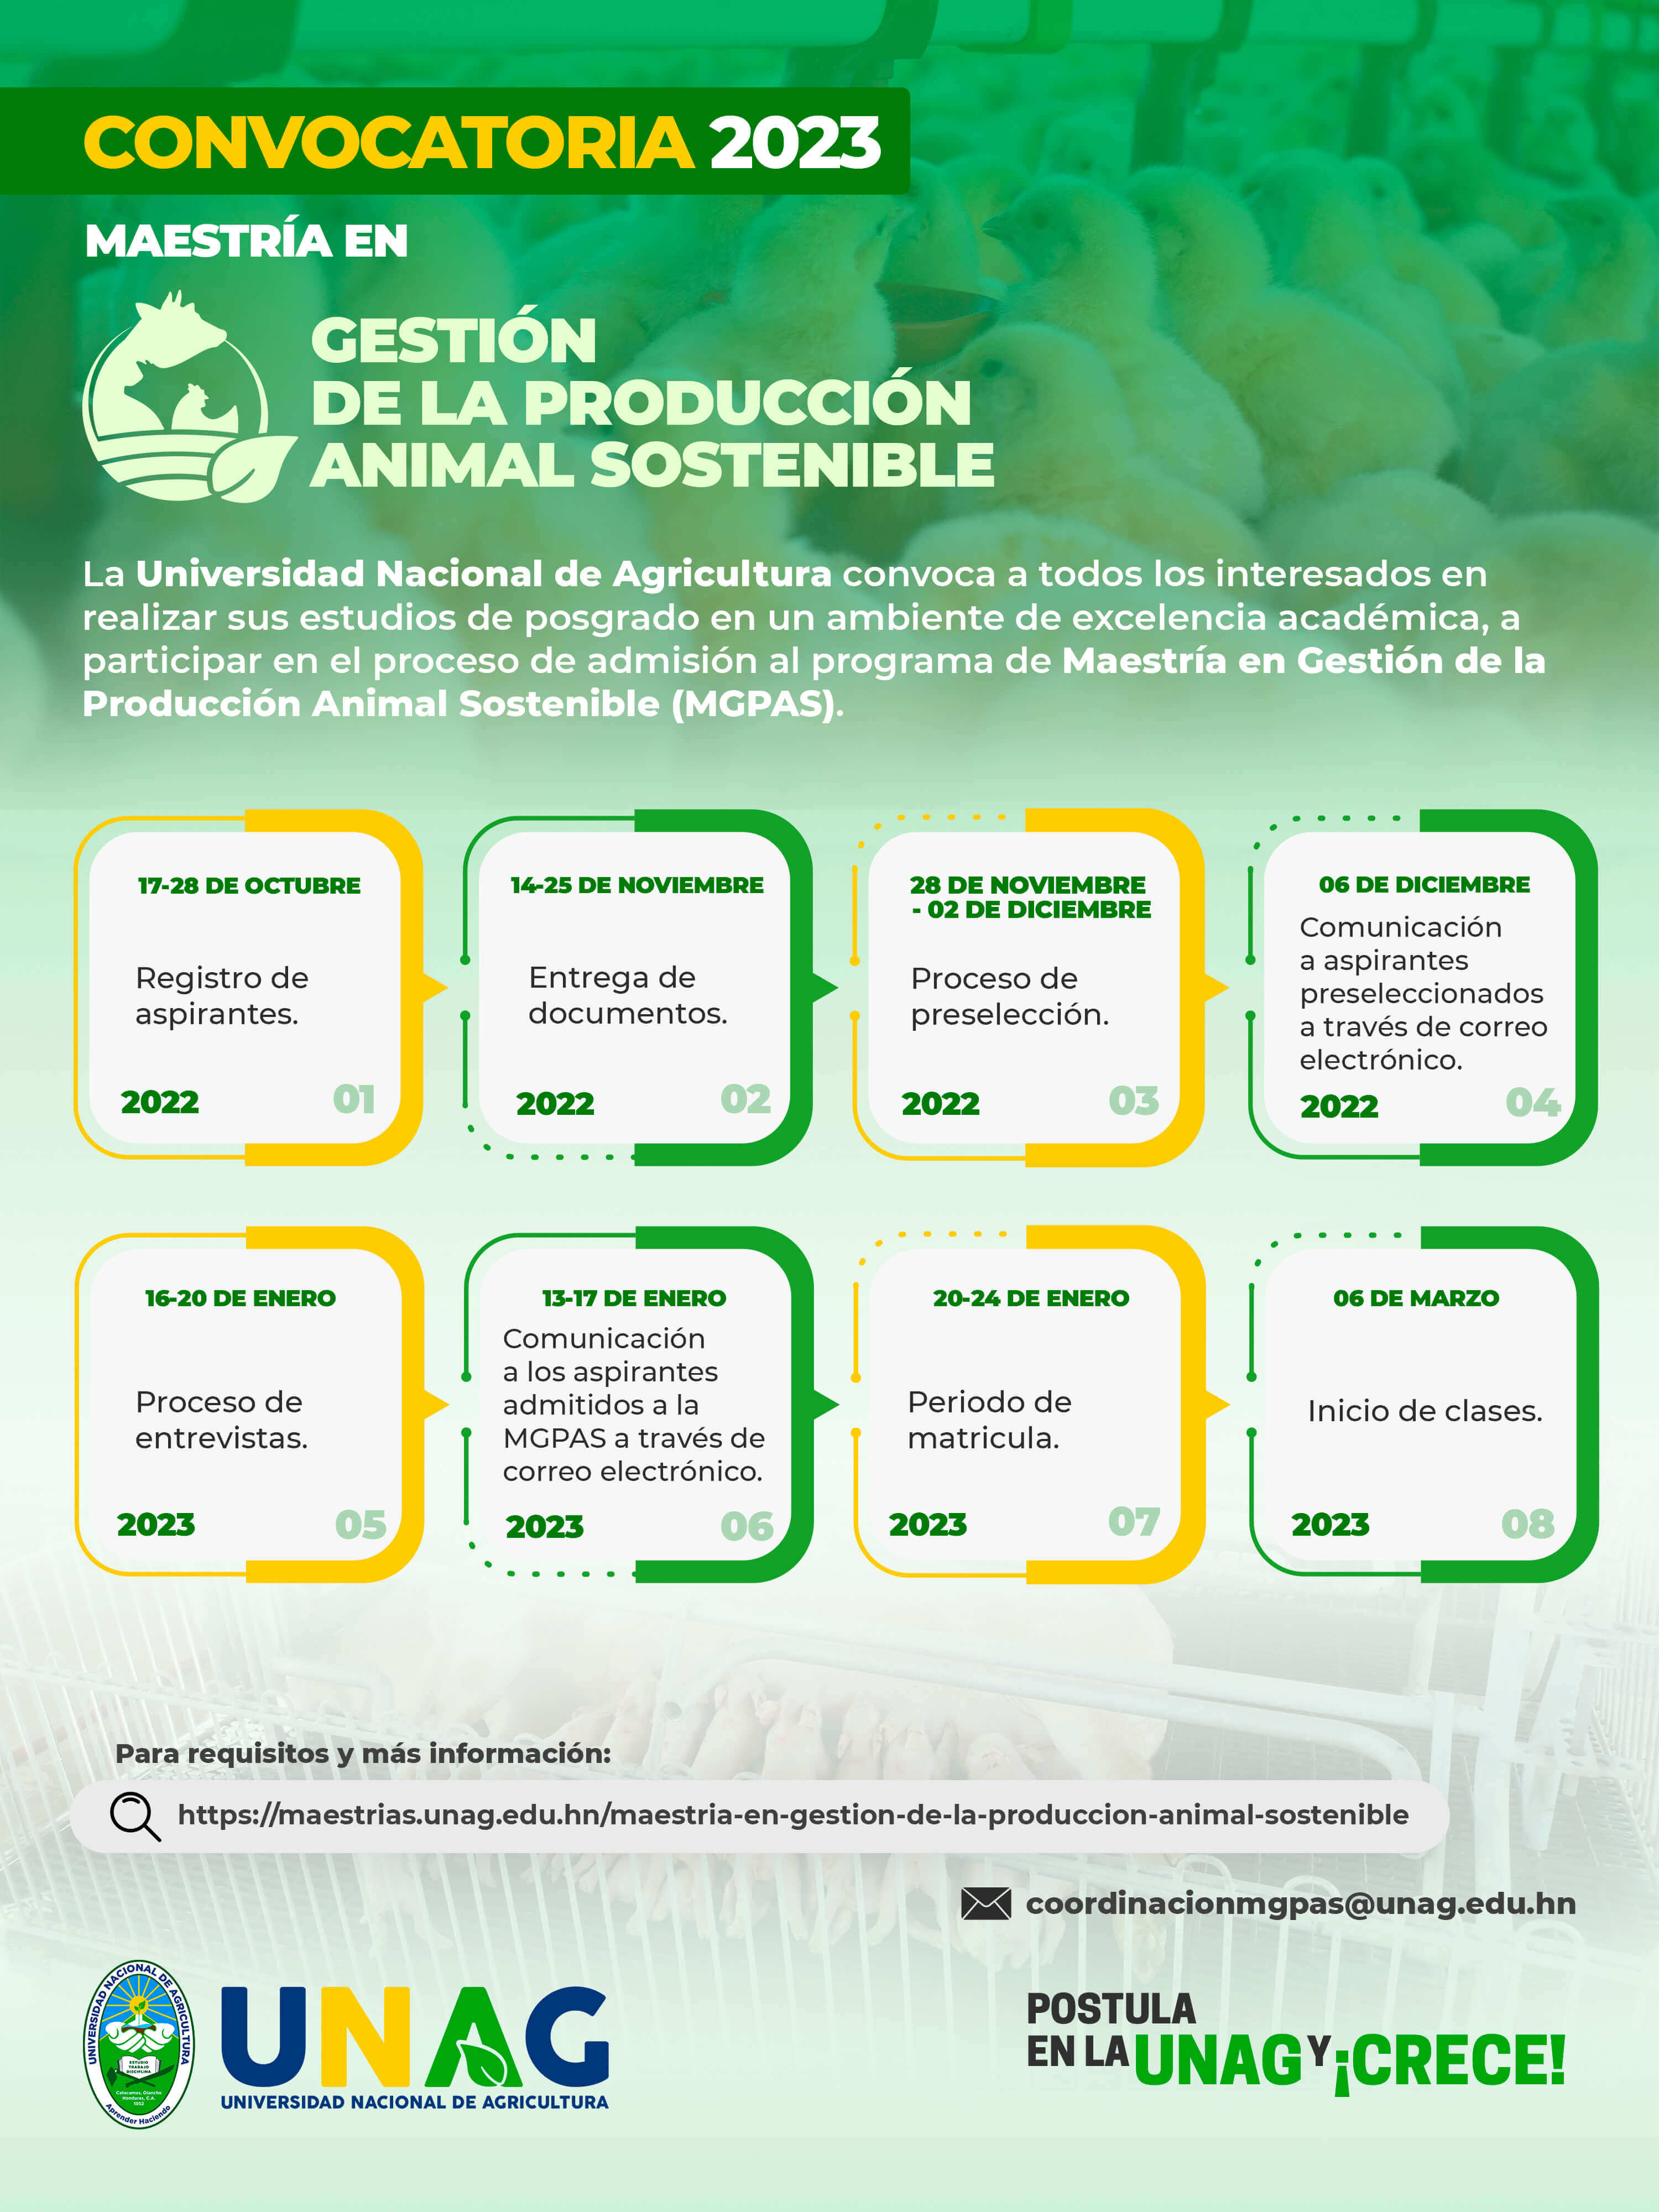 CONVOCATORIA 2023
MAESTRÍA EN
GESTIÓN
DE LA PRODUCCIÓN
ANIMAL SOSTENIBLE
La Universidad Nacional de Agricultura convoca a todos los interesados en
realizar sus estudios de posgrado en un ambiente de excelencia académica, a
participar en el proceso de admisión al programa de Maestría en Gestión de la
Producción Animal Sostenible (MGPAS).
17-28 DE OCTUBRE
Registro de
aspirantes.
2022 01
14-25 DE NOVIEMBRE
Entrega de
documentos.
2022 02
28 DE NOVIEMBRE
- 02 DE DICIEMBRE
Proceso de
preselección.
2022 03
06 DE DICIEMBRE
Comunicación
a aspirantes
preseleccionados
a través de correo
electrónico.
2022 04
16-20 DE ENERO
Proceso de
entrevistas.
2023 05
13-17 DE ENERO
Comunicación
a los aspirantes
admitidos a la
MGPAS a través de
correo electrónico.
2023 06
20-24 DE ENERO
Periodo de
matricula.
2023 07
06 DE MARZO
Inicio de clases.
2023 08
Para requisitos y más información:
https://maestrias.unag.edu.hn/maestria-en-gestion-de-la-produccion-animal-sostenible
coordinacionmgpas@unag.edu.hn
UNIVERSIDAD NACIONAL DE AGRICULTURA
ESTUDIO
TRABAJO
DISCIPLINA
Catacamas, Olancho
Honduras, C.A.
1952
Aprender Haciendo
UNAG
UNIVERSIDAD NACIONAL DE AGRICULTURA
POSTULA
EN LA UNAG Y ¡CRECE!